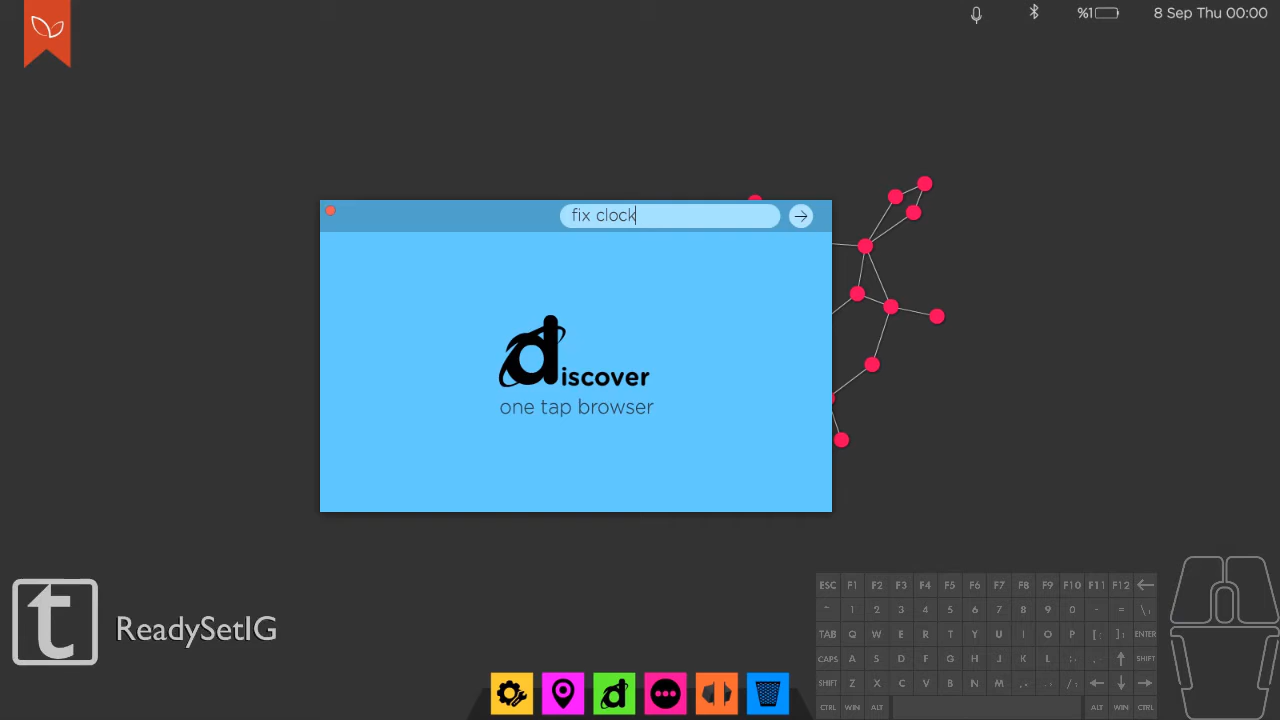 %1
8 Sep Thu 00:00
fix clock
discover
one tap browser
t ReadySetIG
ESC F1 F2 F3 F4 F5 F6 F7 F8 F9 F10 F11 F12
~ 1 2 3 4 5 6 7 8 9 0 - = \
TAB Q W E R T Y U I O P [ ] ENTER
CAPS A S D F G H J K L SHIFT
SHIFT Z X C V B N M
CTRL WIN ALT ALT WIN CTRL